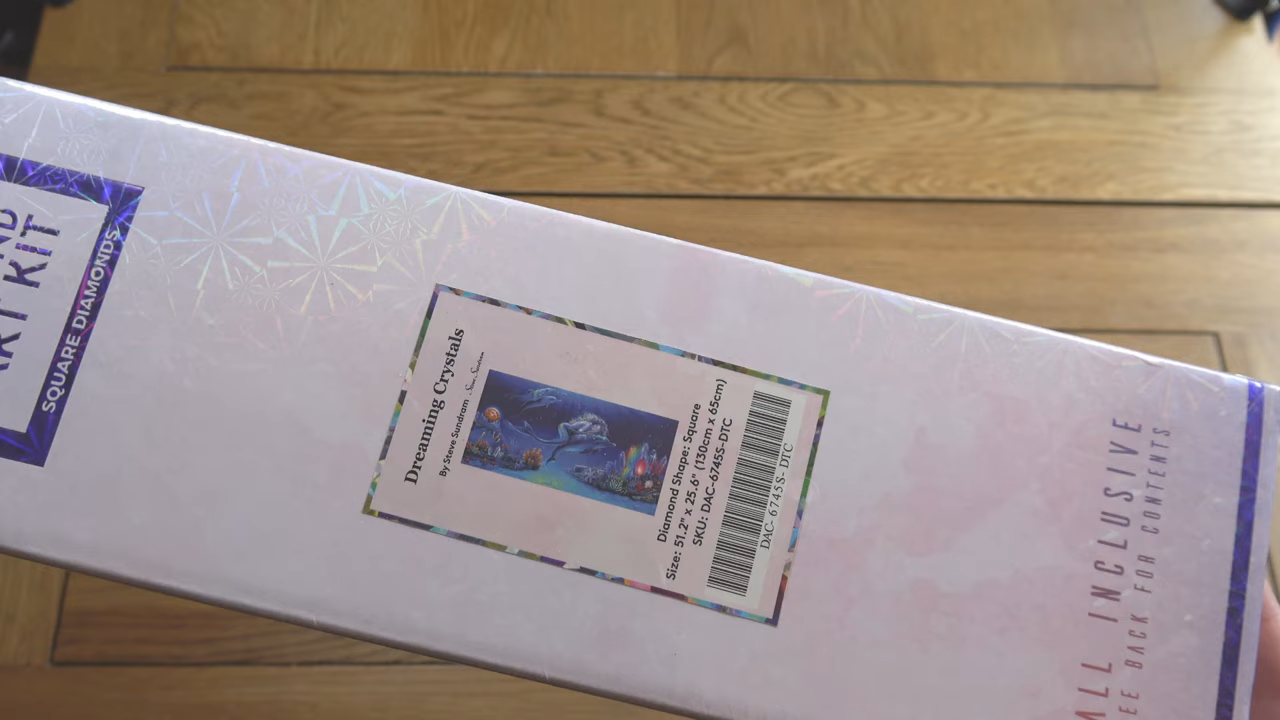 ART KIT
SQUARE DIAMONDS
Dreaming Crystals
By Steve Sundram
Diamond Shape: Square
Size: 51.2" x 25.6" (130cm x 65cm)
SKU: DAC-6745S-DTC
DAC- 6745S- DTC
ALL INCLUSIVE
BACK FOR CONTENTS